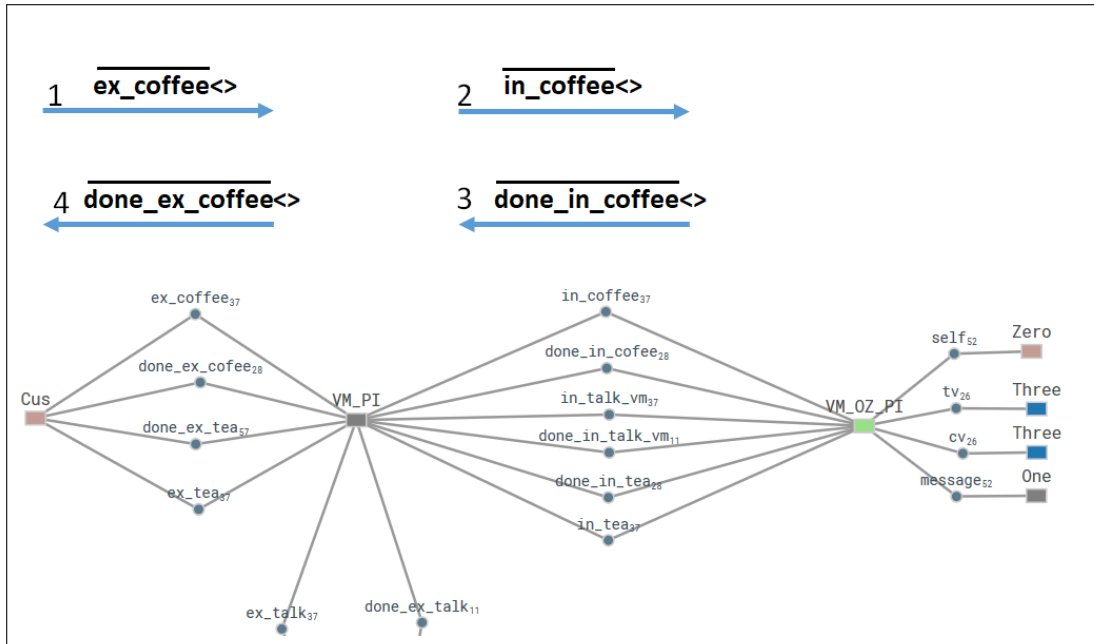 1 ex_coffee<>
2 in_coffee<>
4 done_ex_coffee<>
3 done_in_coffee<>
ex_coffee₃₇
in_coffee₃₇
done_ex_cofee₂₈
done_in_cofee₂₈
self₅₂
Zero
Cus
VM_PI
in_talk_vm₃₇
VM_OZ_PI
tv₂₆
Three
done_ex_tea₅₇
done_in_talk_vm₁₁
cv₂₆
Three
ex_tea₃₇
done_in_tea₂₈
message₅₂
One
in_tea₃₇
ex_talk₃₇
done_ex_talk₁₁